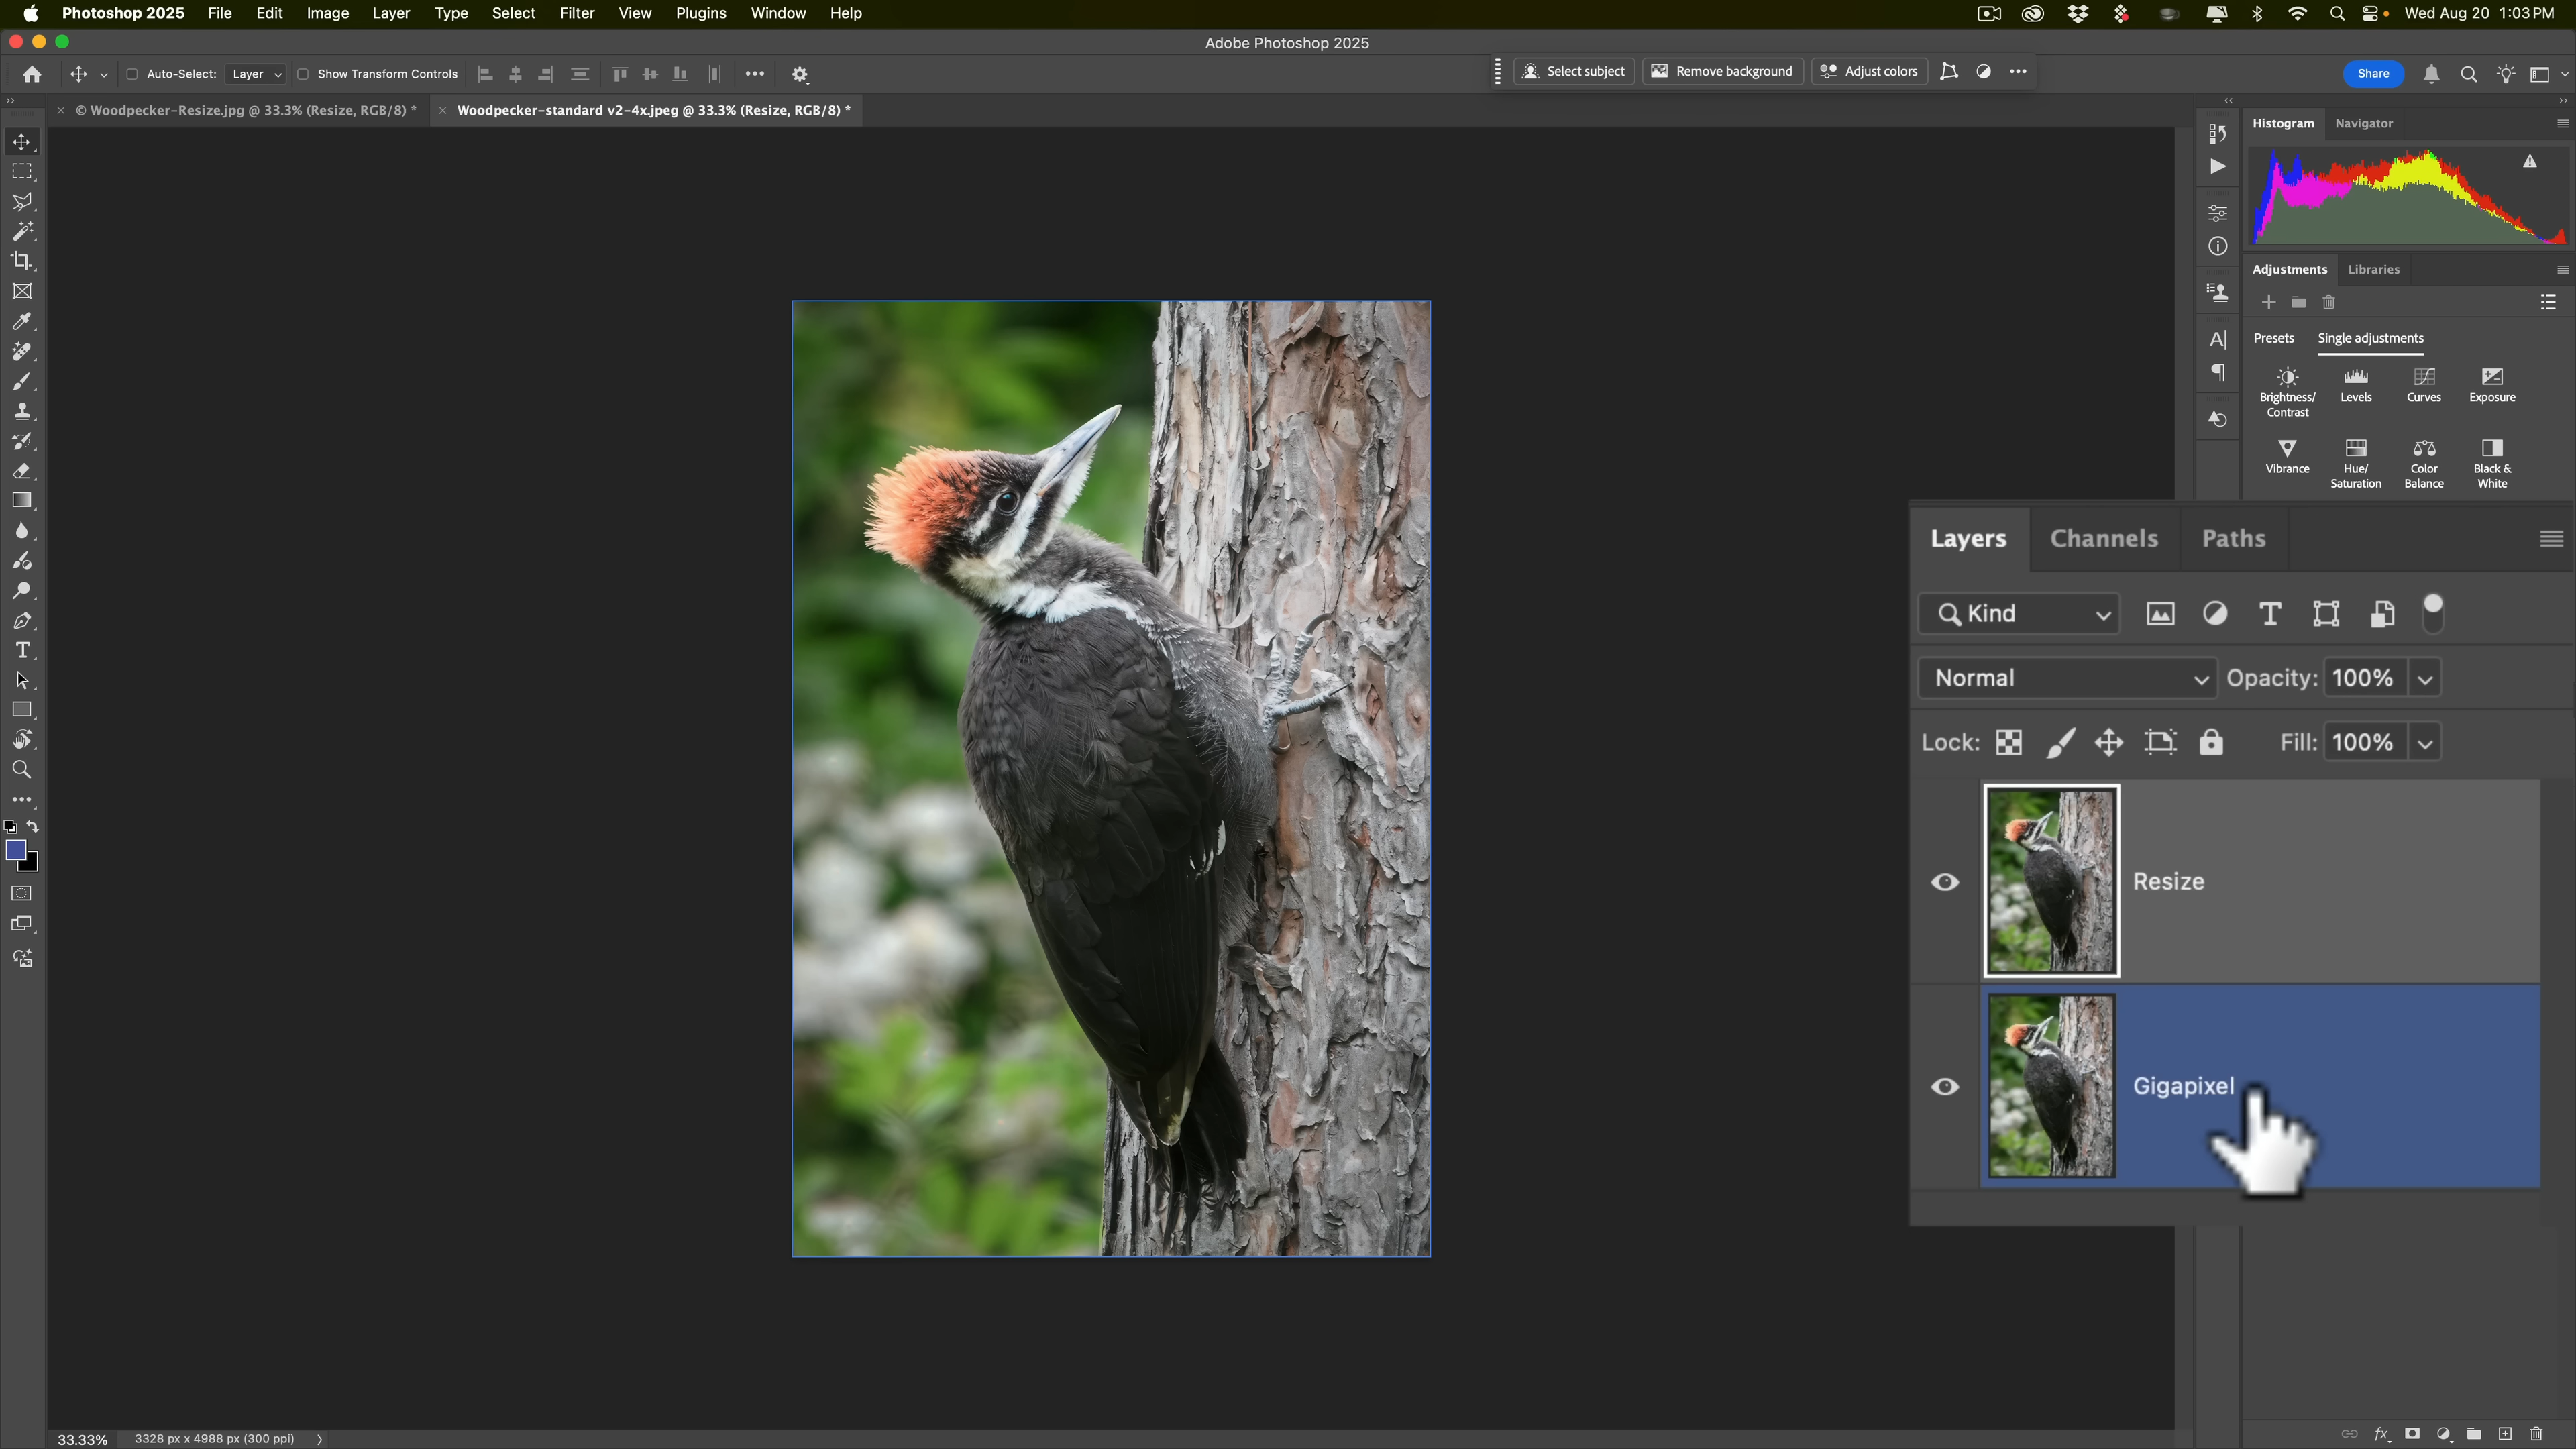 Photoshop 2025 File Edit Image Layer Type Select Filter View Plugins Window Help Wed Aug 20 1:03 PM
Adobe Photoshop 2025
Auto-Select: Layer Show Transform Controls Select subject Remove background Adjust colors Share
© Woodpecker-Resize.jpg @ 33.3% (Resize, RGB/8) * Woodpecker-standard v2-4x.jpeg @ 33.3% (Resize, RGB/8) *
Histogram Navigator
Adjustments Libraries
Presets Single adjustments
Brightness/ Levels Curves Exposure
Contrast
Vibrance Hue/ Color Black &
Saturation Balance White
Layers Channels Paths
Kind
Normal Opacity: 100%
Lock: Fill: 100%
Resize
Gigapixel
33.33% 3328 px x 4988 px (300 ppi)
fx